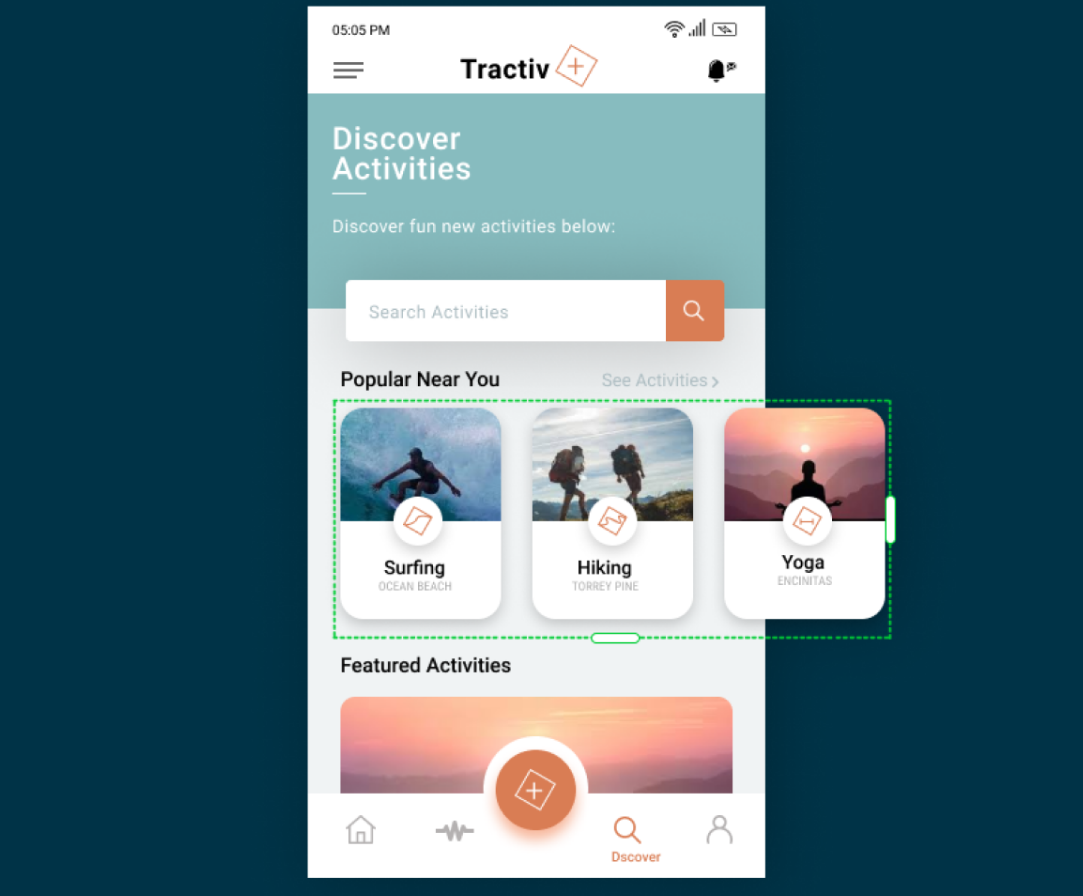 05:05 PM
Tractiv
Discover
Activities
Discover fun new activities below:
Search Activities
Popular Near You
See Activities
Surfing
OCEAN BEACH
Hiking
TORREY PINE
Yoga
ENCINITAS
Featured Activities
Dscover